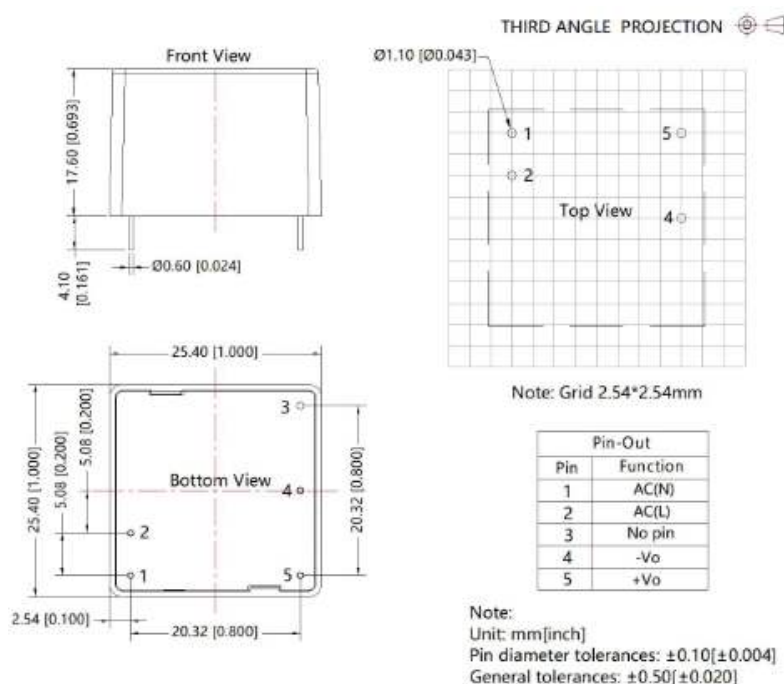 THIRD ANGLE PROJECTION
Front View
17.60 [0.693]
4.10
[0.161]
Ø0.60 [0.024]
Ø1.10 [Ø0.043]
1
5
2
Top View
4
Note: Grid 2.54*2.54mm
25.40 [1.000]
25.40 [1.000]
5.08 [0.200]
5.08 [0.200]
3
Bottom View
4
20.32 [0.800]
2
1
5
2.54 [0.100]
20.32 [0.800]
Pin-Out
Pin Function
1 AC(N)
2 AC(L)
3 No pin
4 -Vo
5 +Vo
Note:
Unit: mm[inch]
Pin diameter tolerances: ±0.10[±0.004]
General tolerances: ±0.50[±0.020]